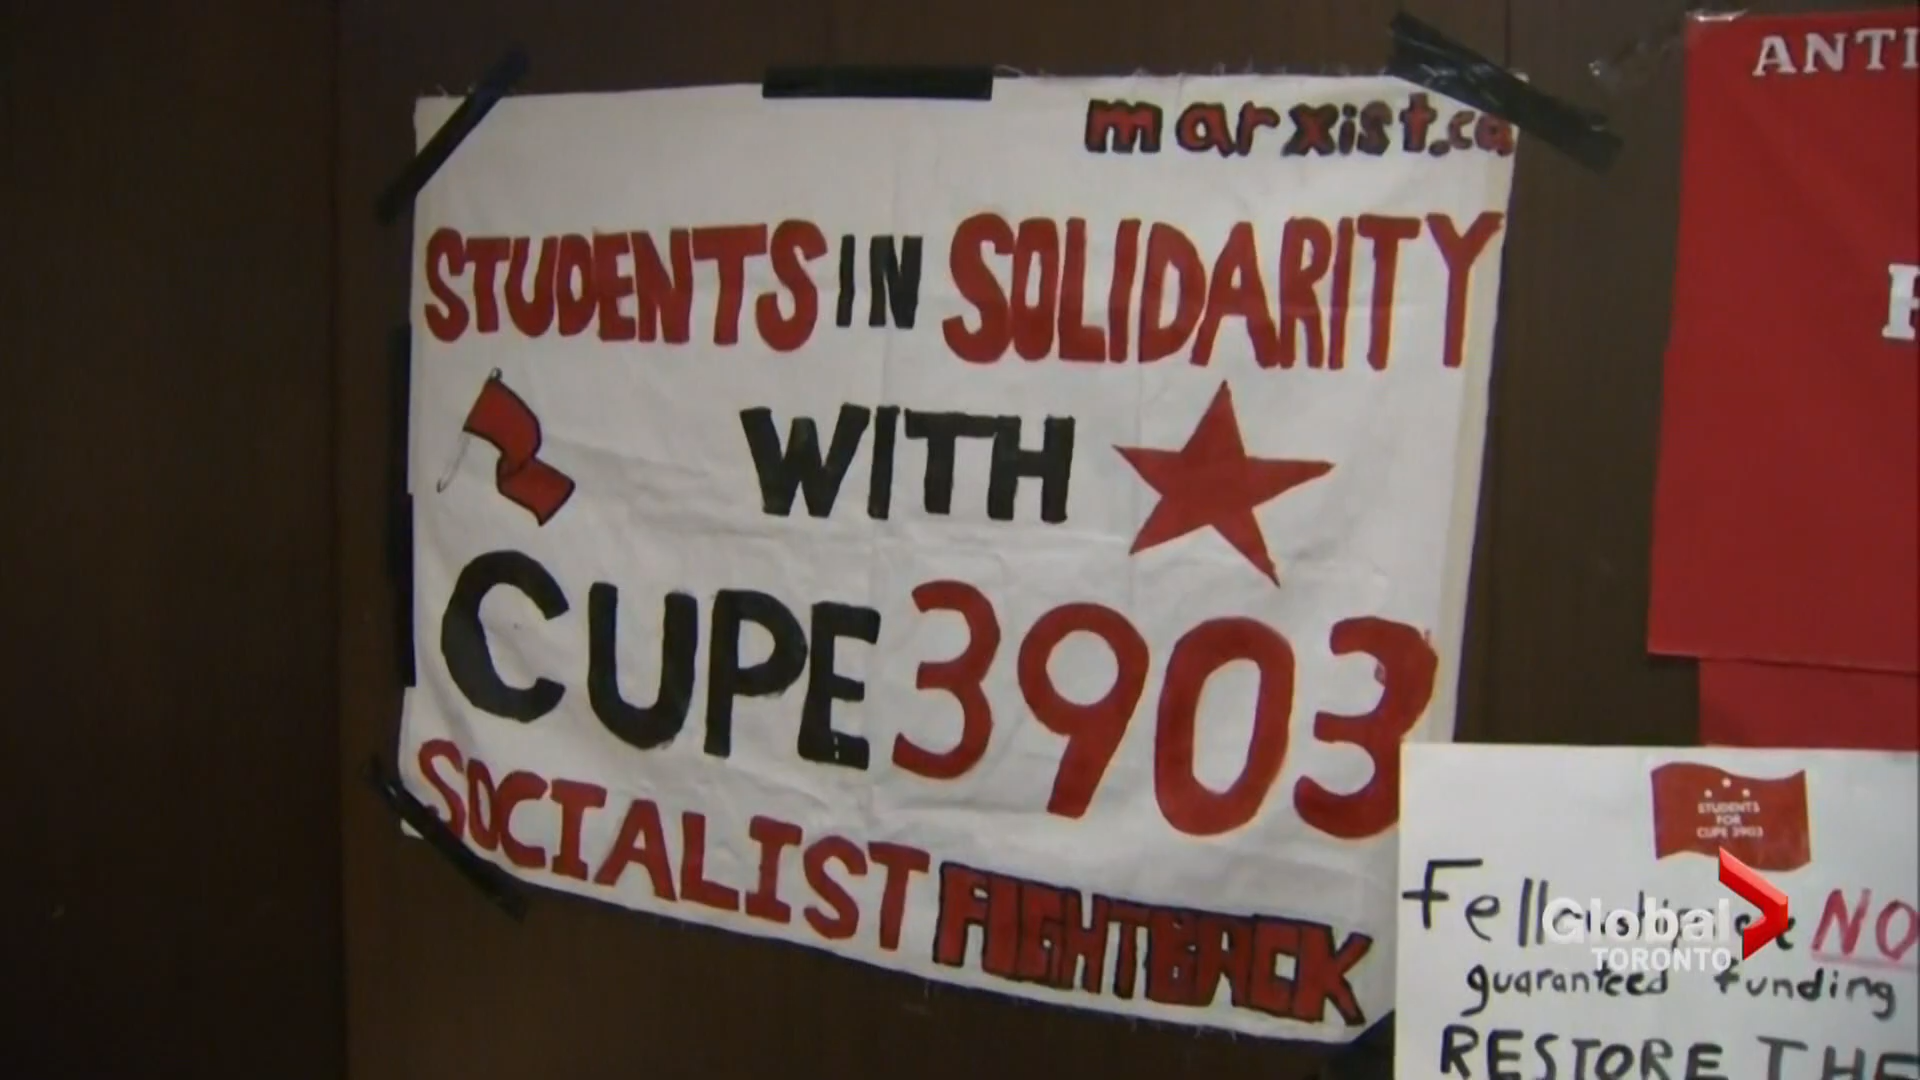 marxist.ca
STUDENTS IN SOLIDARITY
WITH
CUPE 3903
SOCIALIST FIGHTBACK
ANTI
STUDENTS
FOR
CUPE 3903
NO
guaranteed funding
RESTORE THE
Global
TORONTO